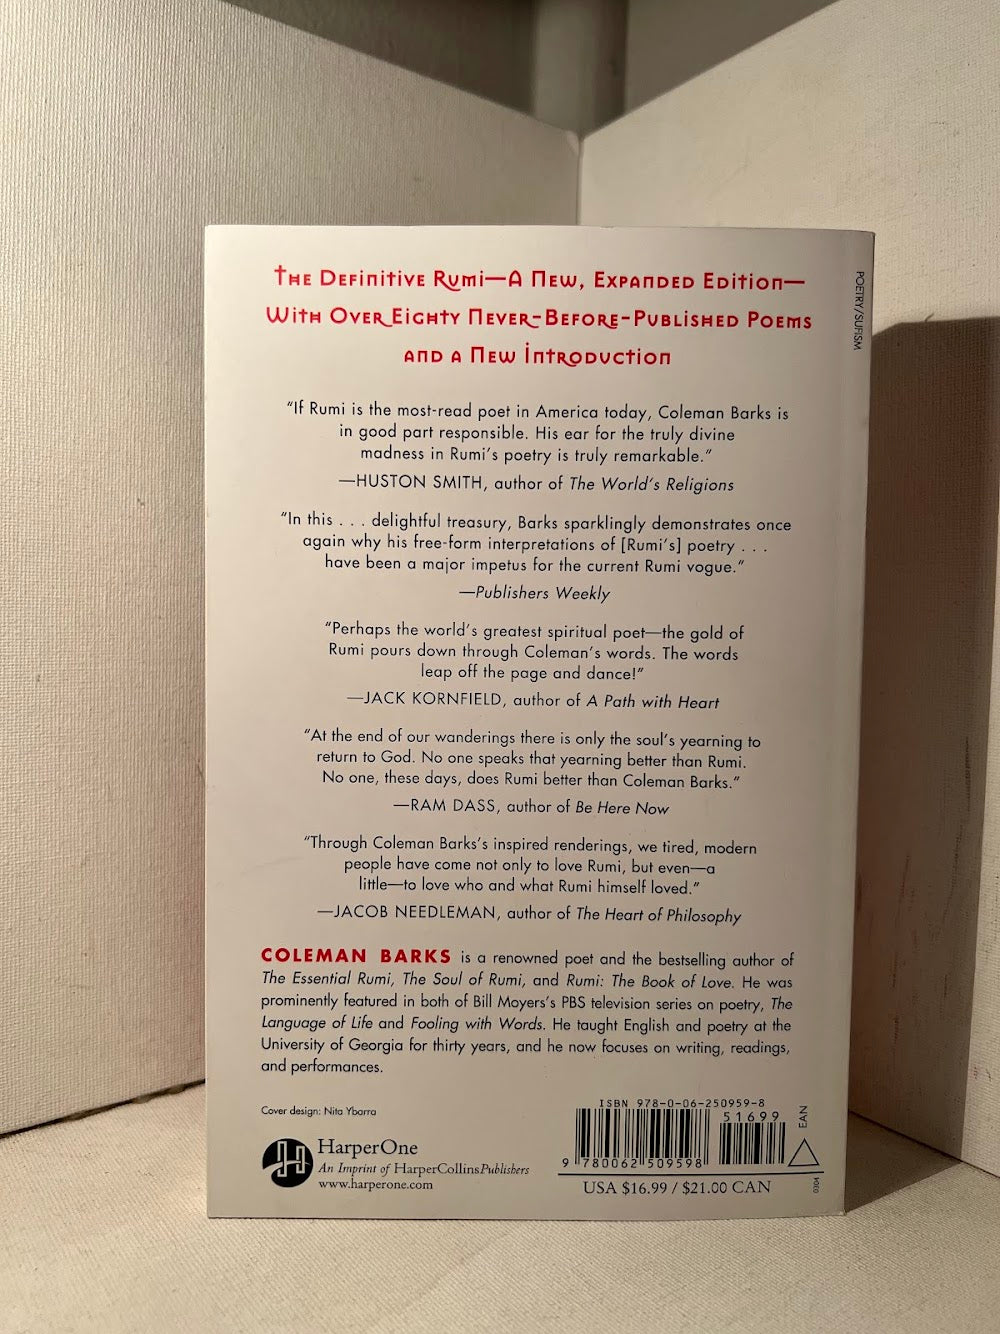 The Definitive Rumi—A New, Expanded Edition—
With Over Eighty Never-Before-Published Poems
and a New Introduction
POETRY/SUFISM
“If Rumi is the most-read poet in America today, Coleman Barks is
in good part responsible. His ear for the truly divine
madness in Rumi’s poetry is truly remarkable.”
—HUSTON SMITH, author of The World’s Religions
“In this . . . delightful treasury, Barks sparklingly demonstrates once
again why his free-form interpretations of [Rumi’s] poetry . . .
have been a major impetus for the current Rumi vogue.”
—Publishers Weekly
“Perhaps the world’s greatest spiritual poet—the gold of
Rumi pours down through Coleman’s words. The words
leap off the page and dance!”
—JACK KORNFIELD, author of A Path with Heart
“At the end of our wanderings there is only the soul’s yearning to
return to God. No one speaks that yearning better than Rumi.
No one, these days, does Rumi better than Coleman Barks.”
—RAM DASS, author of Be Here Now
“Through Coleman Barks’s inspired renderings, we tired, modern
people have come not only to love Rumi, but even—a
little—to love who and what Rumi himself loved.”
—JACOB NEEDLEMAN, author of The Heart of Philosophy
COLEMAN BARKS is a renowned poet and the bestselling author of
The Essential Rumi, The Soul of Rumi, and Rumi: The Book of Love. He was
prominently featured in both of Bill Moyers’s PBS television series on poetry, The
Language of Life and Fooling with Words. He taught English and poetry at the
University of Georgia for thirty years, and he now focuses on writing, readings,
and performances.
Cover design: Nita Ybarra
HarperOne
An Imprint of HarperCollinsPublishers
www.harperone.com
ISBN 978-0-06-250959-8
51699
EAN
9 780062 509598
USA $16.99 / $21.00 CAN
0304